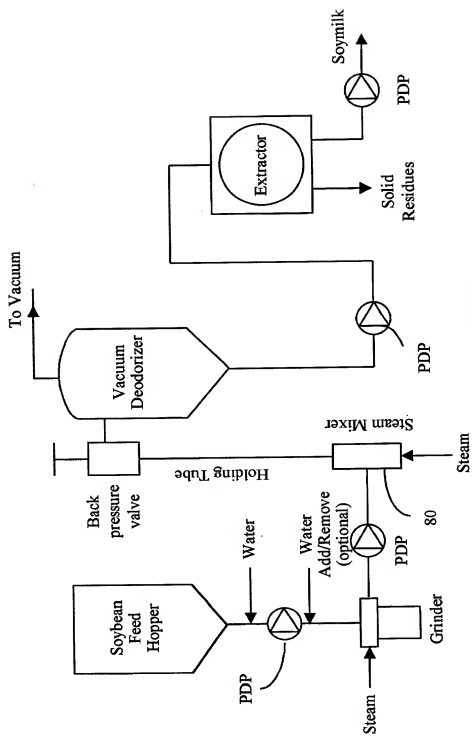 Soybean
Feed
Hopper
Water
PDP
Water
Add/Remove
(optional)
Steam
Grinder
PDP
80
Steam
Steam Mixer
Holding Tube
Back
pressure
valve
To Vacuum
Vacuum
Deodorizer
PDP
Extractor
Solid
Residues
PDP
Soymilk